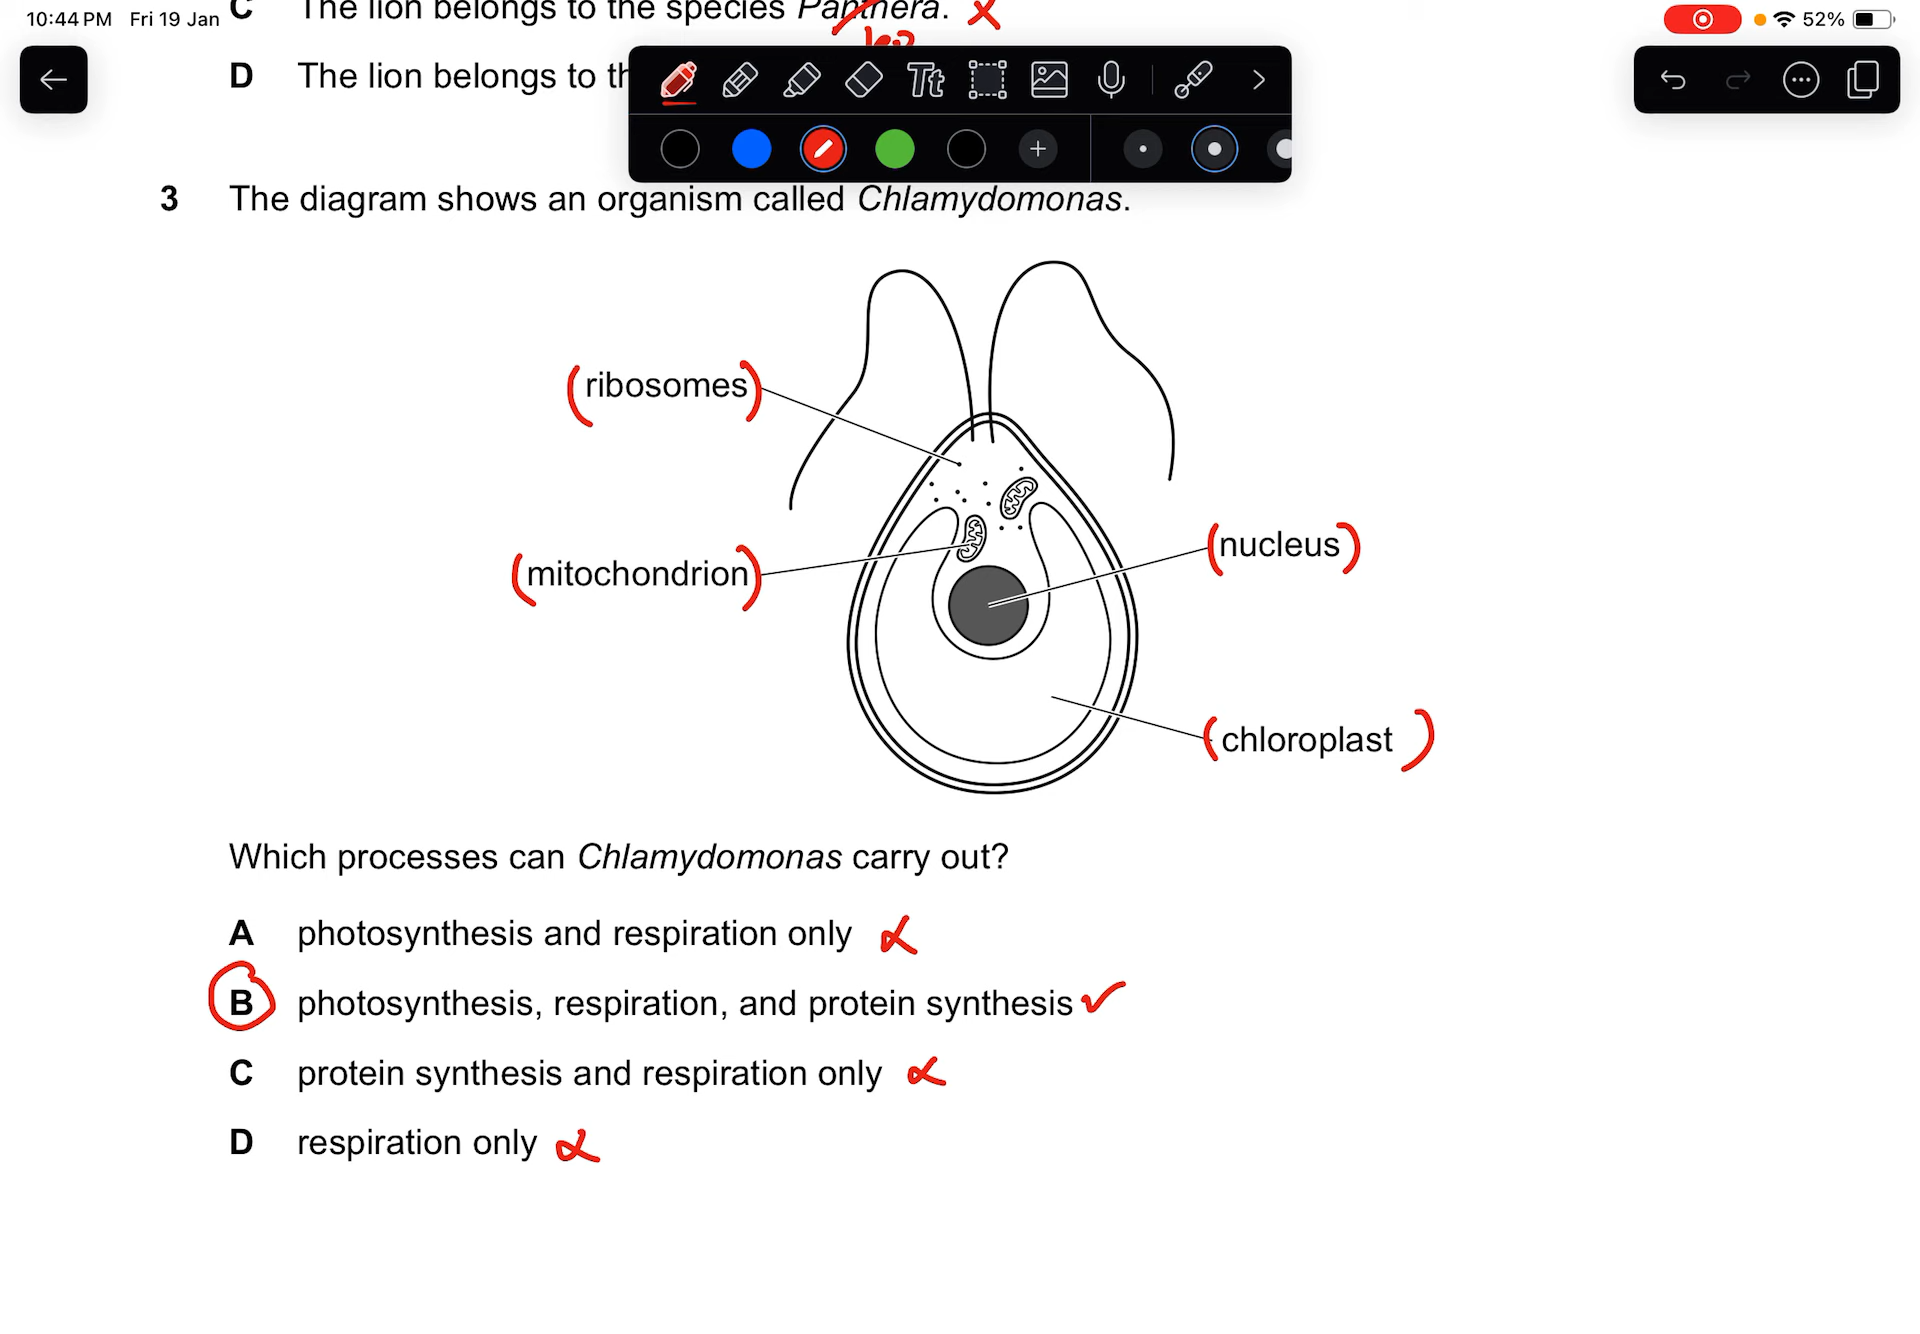 10:44 PM Fri 19 Jan
52%
C The lion belongs to the species Panthera.
leo
D The lion belongs to th
Tt
3 The diagram shows an organism called Chlamydomonas.
(ribosomes)
(mitochondrion)
(nucleus)
(chloroplast)
Which processes can Chlamydomonas carry out?
A photosynthesis and respiration only
B photosynthesis, respiration, and protein synthesis ✓
C protein synthesis and respiration only
D respiration only